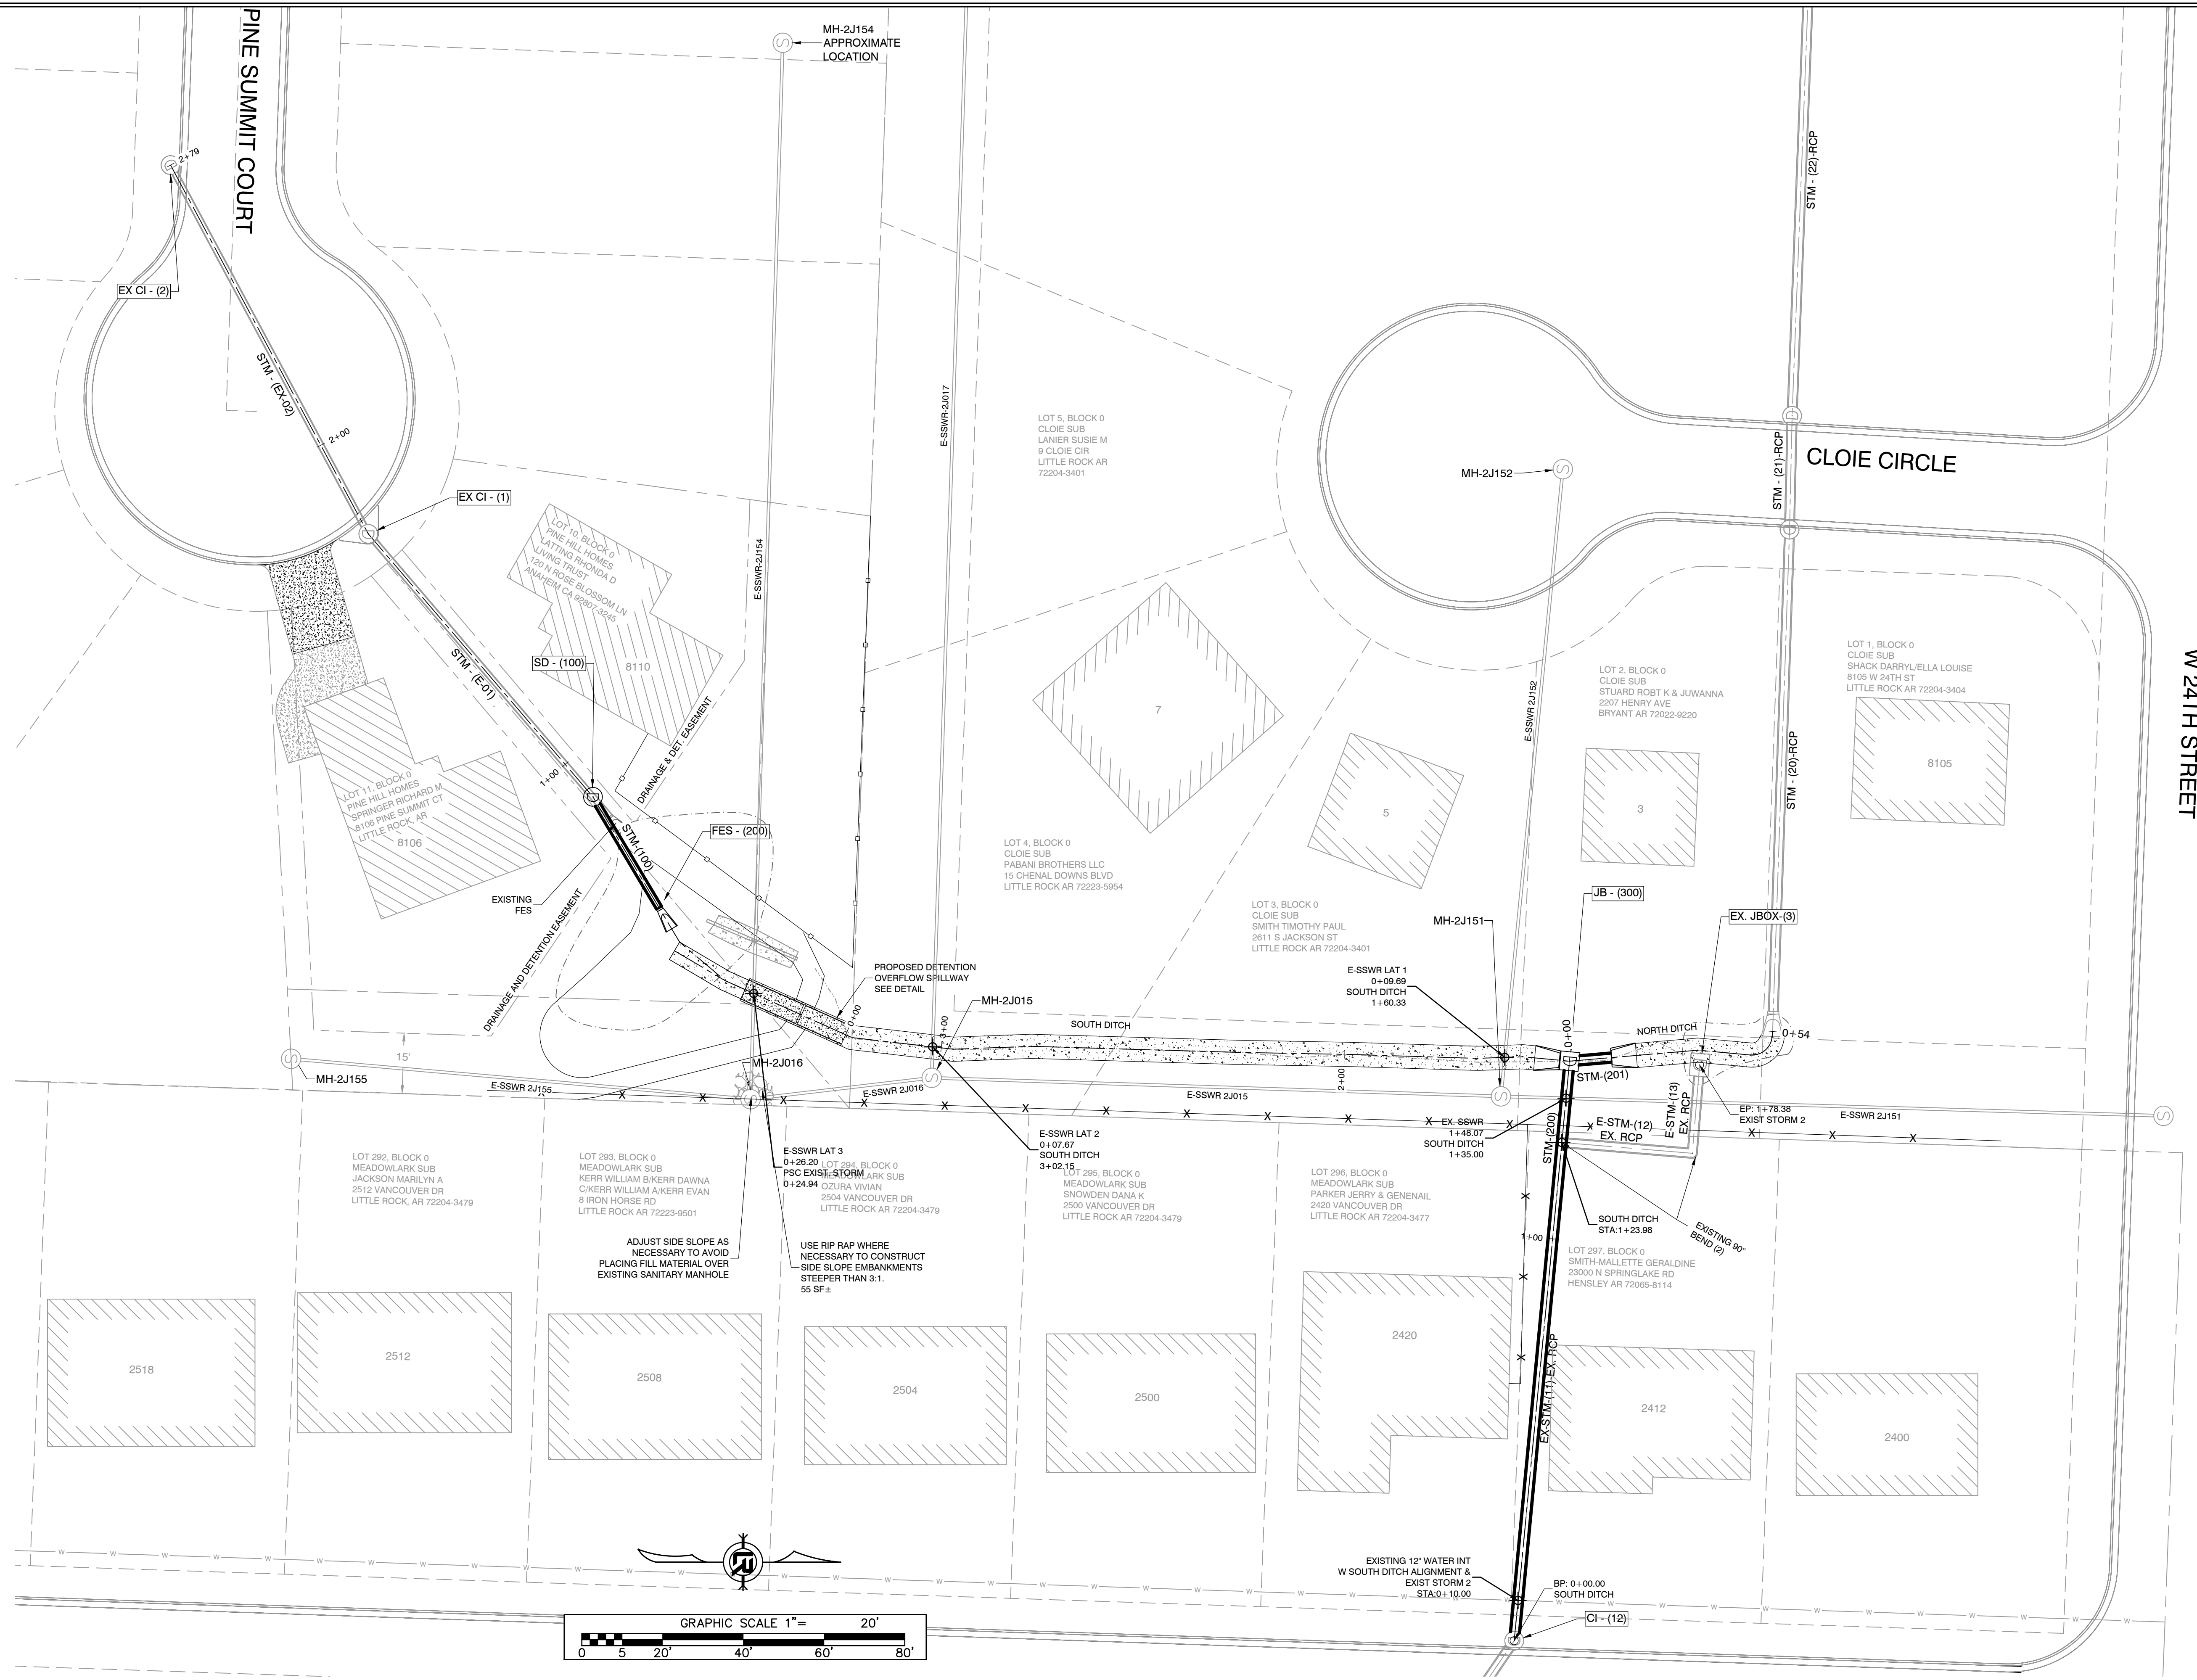 PINE SUMMIT COURT
MH-2J154
APPROXIMATE
LOCATION
2+79
EX CI - (2)
STM - (EX-02)
2+00
EX CI - (1)
E-SSWR-2J017
E-SSWR-2J154
LOT 5, BLOCK 0
CLOIE SUB
LANIER SUSIE M
9 CLOIE CIR
LITTLE ROCK AR
72204-3401
MH-2J152
STM - (22)-RCP
STM - (21)-RCP
CLOIE CIRCLE
W 24TH STREET
LOT 10, BLOCK 0
PINE HILL HOMES
LATTING RHONDA D
LIVING TRUST
120 N ROSE BLOSSOM LN
ANAHEIM CA 92807-3245
8110
SD - (100)
STM - (E-01)
1+00
DRAINAGE & DET. EASEMENT
LOT 11, BLOCK 0
PINE HILL HOMES
SPRINGER RICHARD M
8106 PINE SUMMIT CT
LITTLE ROCK, AR
8106
STM-(100)
FES - (200)
EXISTING
FES
DRAINAGE AND DETENTION EASEMENT
7
5
3
8105
E-SSWR 2J152
LOT 2, BLOCK 0
CLOIE SUB
STUARD ROBT K & JUWANNA
2207 HENRY AVE
BRYANT AR 72022-9220
LOT 1, BLOCK 0
CLOIE SUB
SHACK DARRYL/ELLA LOUISE
8105 W 24TH ST
LITTLE ROCK AR 72204-3404
STM - (20)-RCP
LOT 4, BLOCK 0
CLOIE SUB
PABANI BROTHERS LLC
15 CHENAL DOWNS BLVD
LITTLE ROCK AR 72223-5954
LOT 3, BLOCK 0
CLOIE SUB
SMITH TIMOTHY PAUL
2611 S JACKSON ST
LITTLE ROCK AR 72204-3401
MH-2J151
JB - (300)
EX. JBOX-(3)
PROPOSED DETENTION
OVERFLOW SPILLWAY
SEE DETAIL
MH-2J015
E-SSWR LAT 1
0+09.69
SOUTH DITCH
1+60.33
0+00
3+00
SOUTH DITCH
2+00
0+00
NORTH DITCH
0+54
15'
MH-2J155
MH-2J016
E-SSWR 2J155
E-SSWR 2J016
E-SSWR 2J015
STM-(201)
E-STM-(13)
EX. RCP
EP: 1+78.38
EXIST STORM 2
E-SSWR 2J151
EX. SSWR
1+48.07
SOUTH DITCH
1+35.00
STM-(200)
E-STM-(12)
EX. RCP
E-SSWR LAT 2
0+07.67
SOUTH DITCH
3+02.15
E-SSWR LAT 3
0+26.20
PSC EXIST. STORM
0+24.94
LOT 292, BLOCK 0
MEADOWLARK SUB
JACKSON MARILYN A
2512 VANCOUVER DR
LITTLE ROCK, AR 72204-3479
LOT 293, BLOCK 0
MEADOWLARK SUB
KERR WILLIAM B/KERR DAWNA
C/KERR WILLIAM A/KERR EVAN
8 IRON HORSE RD
LITTLE ROCK AR 72223-9501
LOT 294, BLOCK 0
MEADOWLARK SUB
OZURA VIVIAN
2504 VANCOUVER DR
LITTLE ROCK AR 72204-3479
LOT 295, BLOCK 0
MEADOWLARK SUB
SNOWDEN DANA K
2500 VANCOUVER DR
LITTLE ROCK AR 72204-3479
LOT 296, BLOCK 0
MEADOWLARK SUB
PARKER JERRY & GENENAIL
2420 VANCOUVER DR
LITTLE ROCK AR 72204-3477
SOUTH DITCH
STA:1+23.98
EXISTING 90°
BEND (2)
1+00
LOT 297, BLOCK 0
SMITH-MALLETTE GERALDINE
23000 N SPRINGLAKE RD
HENSLEY AR 72065-8114
ADJUST SIDE SLOPE AS
NECESSARY TO AVOID
PLACING FILL MATERIAL OVER
EXISTING SANITARY MANHOLE
USE RIP RAP WHERE
NECESSARY TO CONSTRUCT
SIDE SLOPE EMBANKMENTS
STEEPER THAN 3:1.
55 SF±
2518
2512
2508
2504
2500
2420
EX-STM-(11)-EX. RCP
2412
2400
EXISTING 12" WATER INT
W SOUTH DITCH ALIGNMENT &
EXIST STORM 2
STA:0+10.00
BP: 0+00.00
SOUTH DITCH
CI - (12)
GRAPHIC SCALE 1"= 20'
0 5 20' 40' 60' 80'